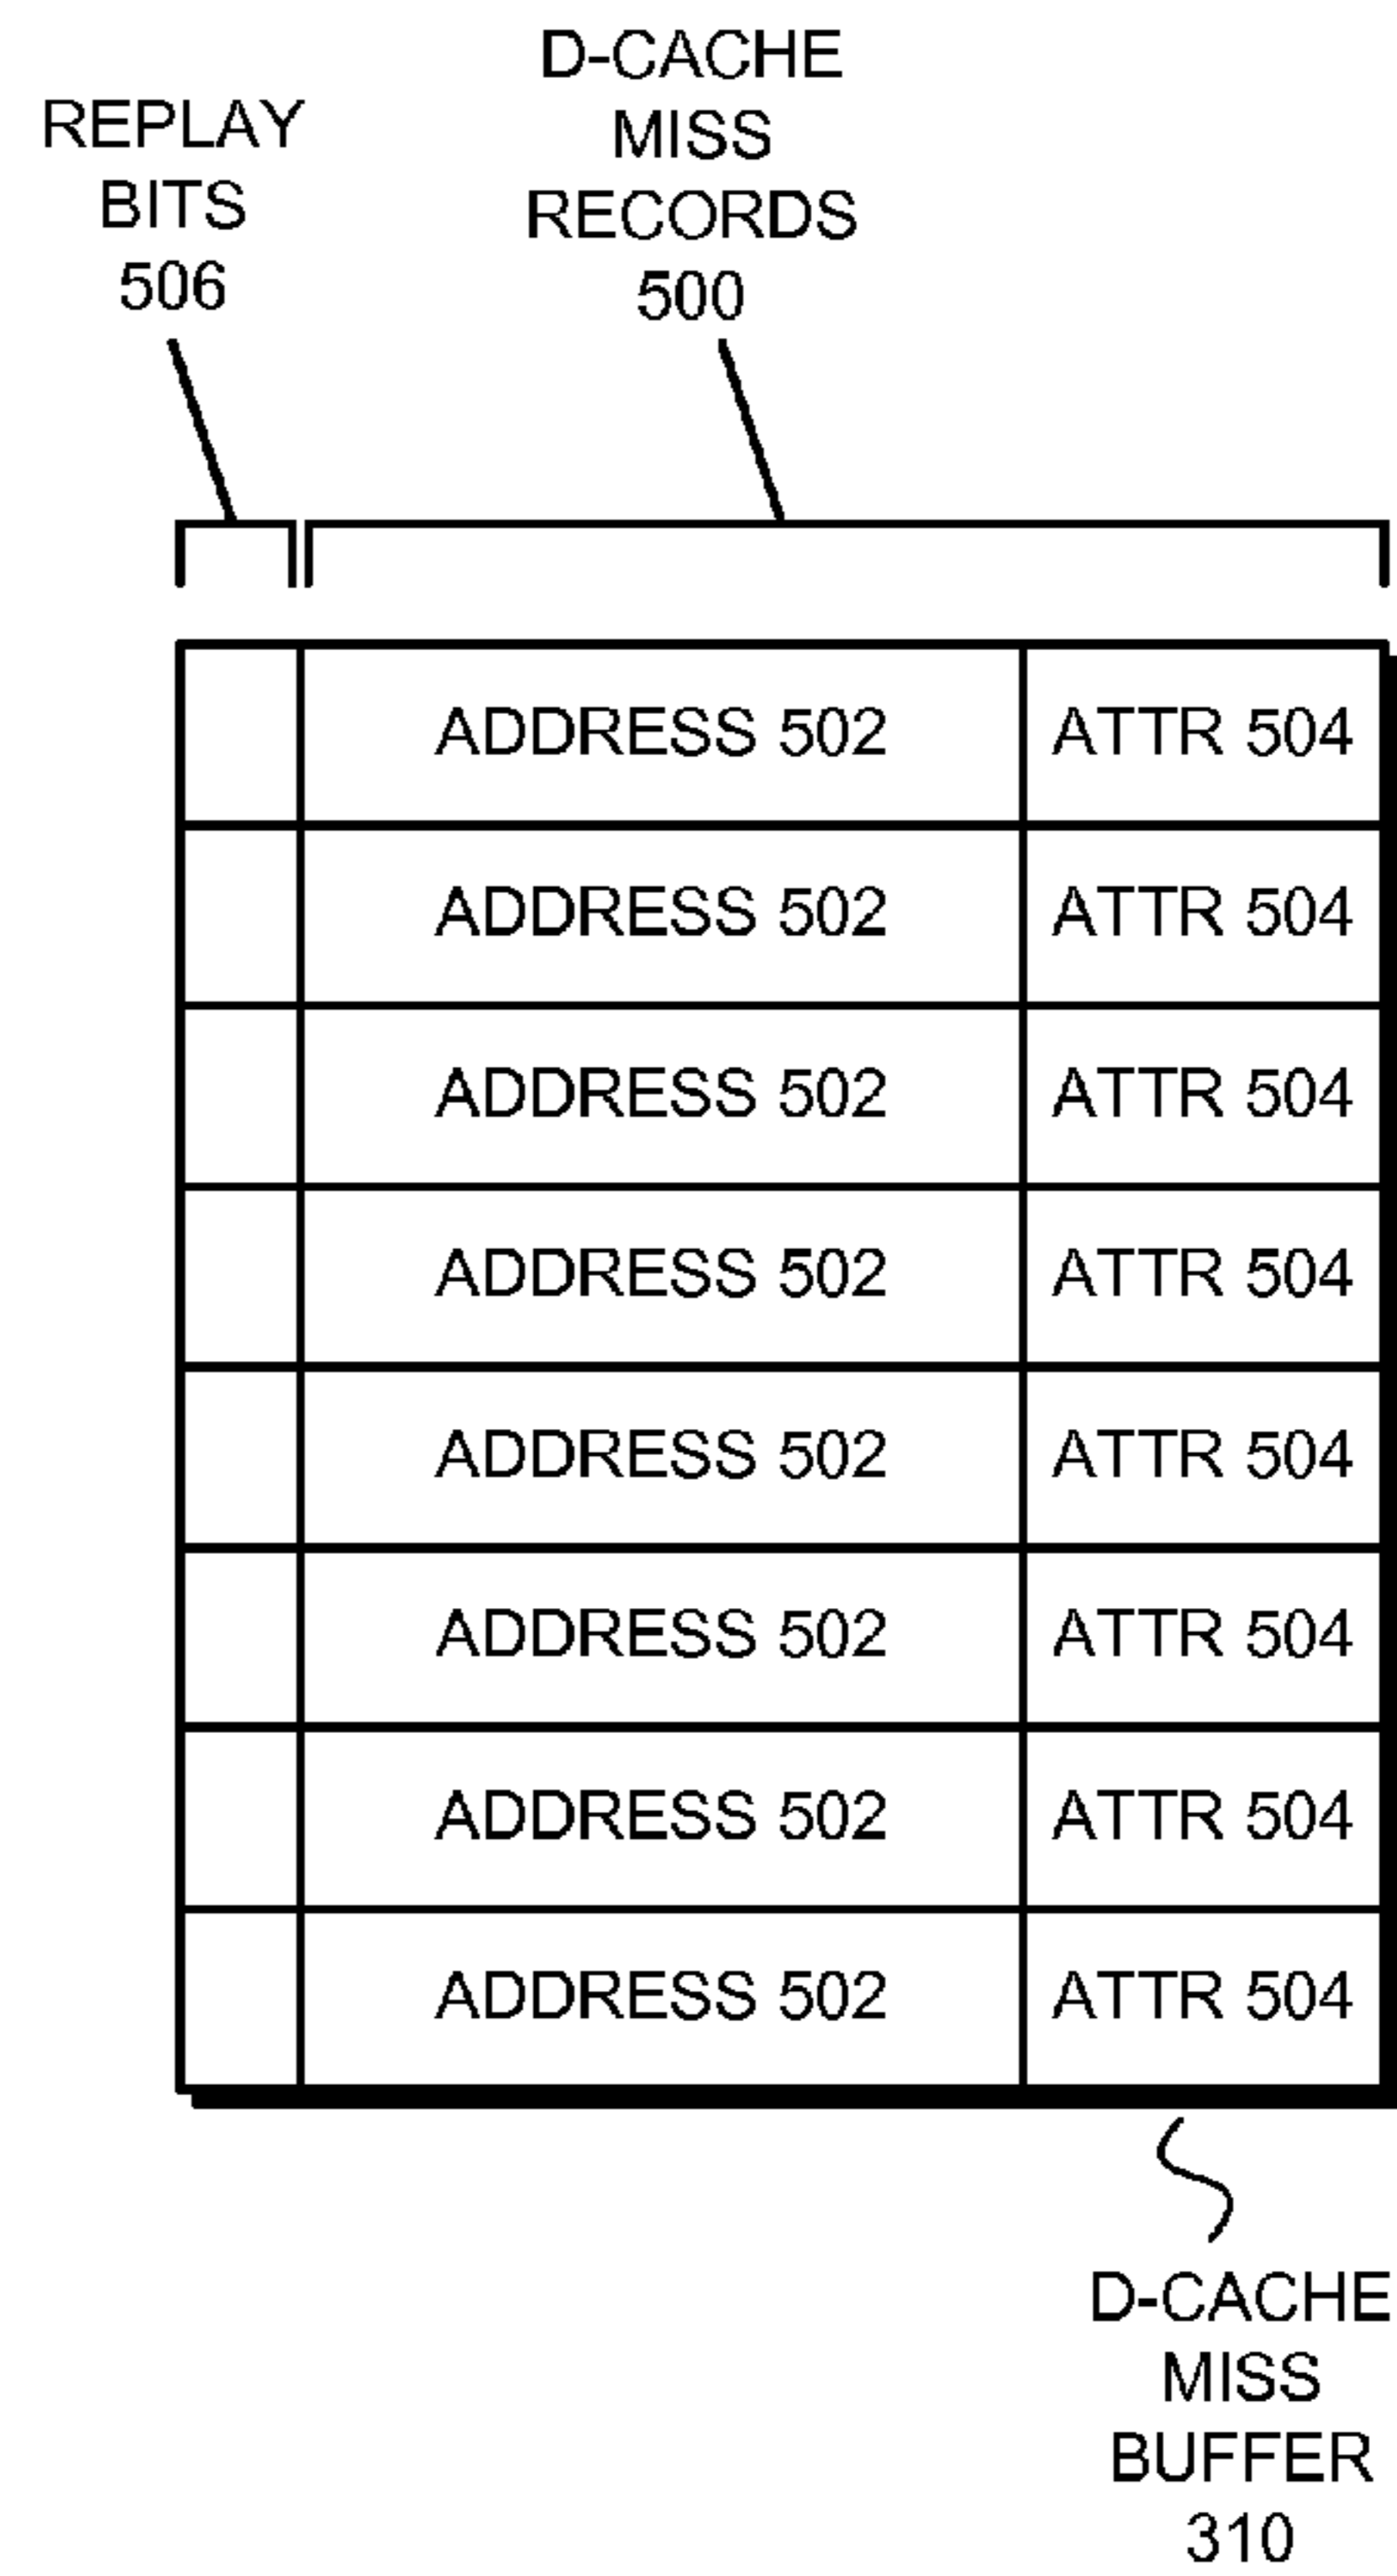 REPLAY
BITS
506
D-CACHE
MISS
RECORDS
500
ADDRESS 502 ATTR 504
ADDRESS 502 ATTR 504
ADDRESS 502 ATTR 504
ADDRESS 502 ATTR 504
ADDRESS 502 ATTR 504
ADDRESS 502 ATTR 504
ADDRESS 502 ATTR 504
ADDRESS 502 ATTR 504
D-CACHE
MISS
BUFFER
310